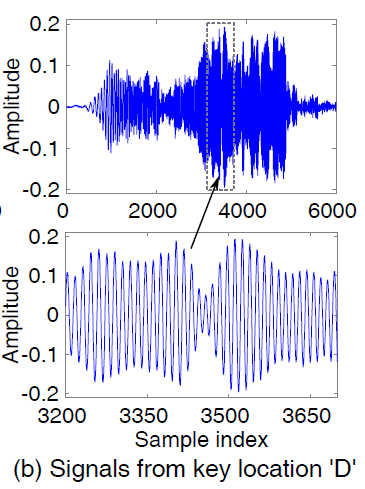 Amplitude
0.2
0.1
0
-0.1
-0.2
0 2000 4000 6000
Amplitude
0.2
0.1
0
-0.1
-0.2
3200 3350 3500 3650
Sample index
(b) Signals from key location 'D'